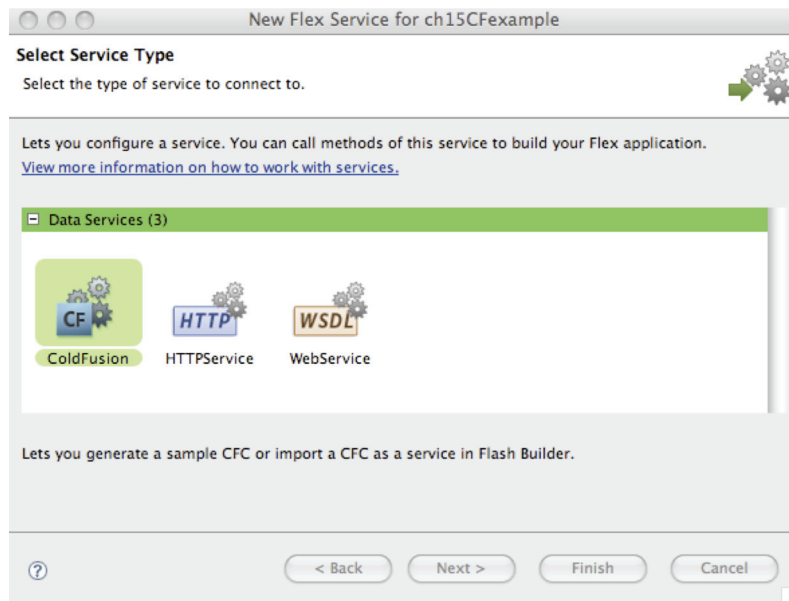 New Flex Service for ch15CFexample
Select Service Type
Select the type of service to connect to.
Lets you configure a service. You can call methods of this service to build your Flex application.
View more information on how to work with services.
Data Services (3)
CF
HTTP
WSDL
ColdFusion
HTTPService
WebService
Lets you generate a sample CFC or import a CFC as a service in Flash Builder.
?
< Back
Next >
Finish
Cancel